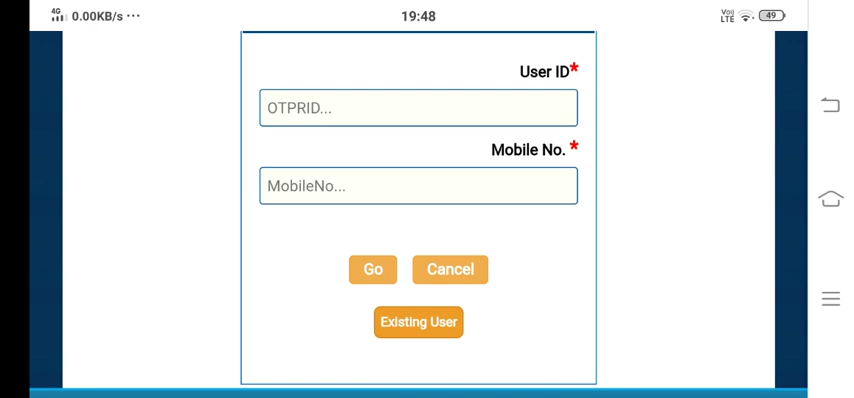 4G 0.00KB/s ...
19:48
Vo)) LTE 49
User ID*
OTPRID...
Mobile No. *
MobileNo...
Go Cancel
Existing User